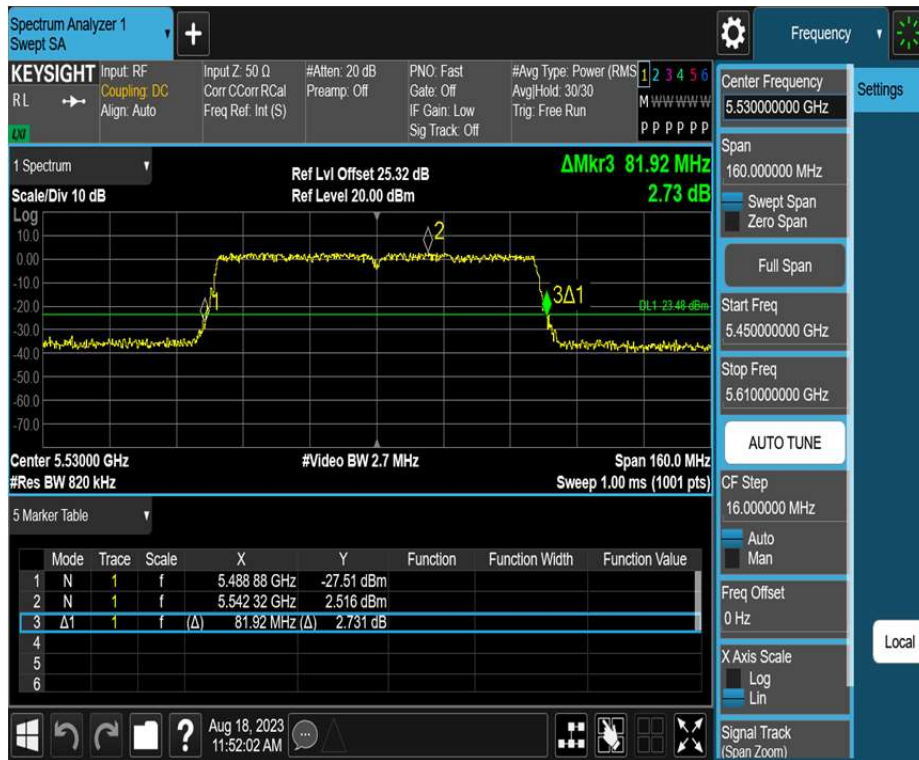 Spectrum Analyzer 1
Swept SA
+
Frequency
KEYSIGHT
RL
LXI
Input: RF
Coupling: DC
Align: Auto
Input Z: 50 Ω
Corr CCorr RCal
Freq Ref: Int (S)
#Atten: 20 dB
Preamp: Off
PNO: Fast
Gate: Off
IF Gain: Low
Sig Track: Off
#Avg Type: Power (RMS
Avg|Hold: 30/30
Trig: Free Run
1 2 3 4 5 6
M W W W W W
P P P P P P
Center Frequency
5.530000000 GHz
Settings
Span
160.000000 MHz
Swept Span
Zero Span
Full Span
Start Freq
5.450000000 GHz
Stop Freq
5.610000000 GHz
AUTO TUNE
CF Step
16.000000 MHz
Auto
Man
Freq Offset
0 Hz
X Axis Scale
Log
Lin
Signal Track
(Span Zoom)
Local
1 Spectrum
Scale/Div 10 dB
Ref Lvl Offset 25.32 dB
Ref Level 20.00 dBm
ΔMkr3 81.92 MHz
2.73 dB
Log
10.0
0.00
-10.0
-20.0
-30.0
-40.0
-50.0
-60.0
-70.0
2
3Δ1
DL1 -23.48 dBm
Center 5.53000 GHz
#Video BW 2.7 MHz
Span 160.0 MHz
#Res BW 820 kHz
Sweep 1.00 ms (1001 pts)
5 Marker Table
Mode Trace Scale X Y Function Function Width Function Value
1 N 1 f 5.488 88 GHz -27.51 dBm
2 N 1 f 5.542 32 GHz 2.516 dBm
3 Δ1 1 f (Δ) 81.92 MHz (Δ) 2.731 dB
4
5
6
?
Aug 18, 2023
11:52:02 AM